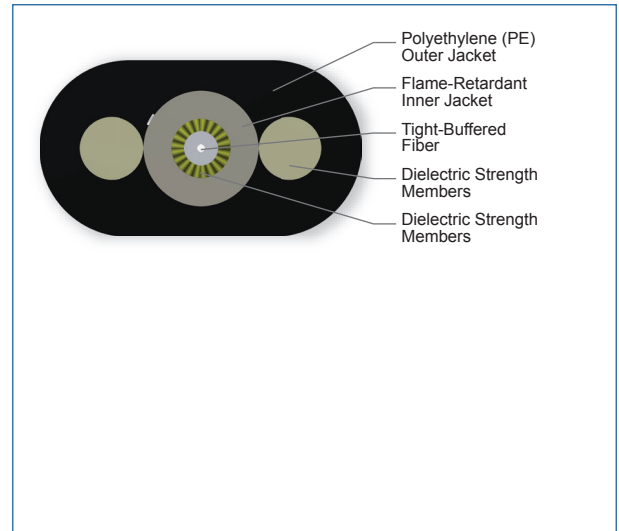 Polyethylene (PE)
Outer Jacket
Flame-Retardant
Inner Jacket
Tight-Buffered
Fiber
Dielectric Strength
Members
Dielectric Strength
Members